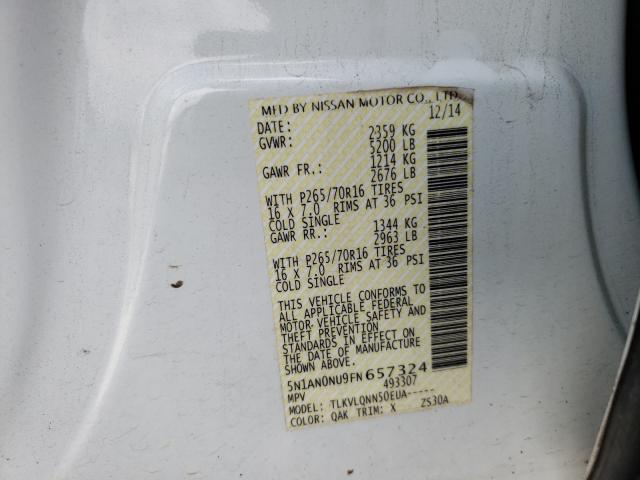 MFD BY NISSAN MOTOR CO., LTD.
DATE: 12/14
GVWR: 2359 KG
5200 LB
GAWR FR.: 1214 KG
2676 LB
WITH P265/70R16 TIRES
16 X 7.0 RIMS AT 36 PSI
COLD SINGLE
GAWR RR.: 1344 KG
2963 LB
WITH P265/70R16 TIRES
16 X 7.0 RIMS AT 36 PSI
COLD SINGLE
THIS VEHICLE CONFORMS TO
ALL APPLICABLE FEDERAL
MOTOR-VEHICLE SAFETY AND
THEFT PREVENTION
STANDARDS IN EFFECT ON
THE DATE OF MANUFACTURE
SHOWN ABOVE.
5N1AN0NU9FN657324
MPV 493307
MODEL: TLKVLQNN50EUA-----
COLOR: QAK TRIM: X ZS30A